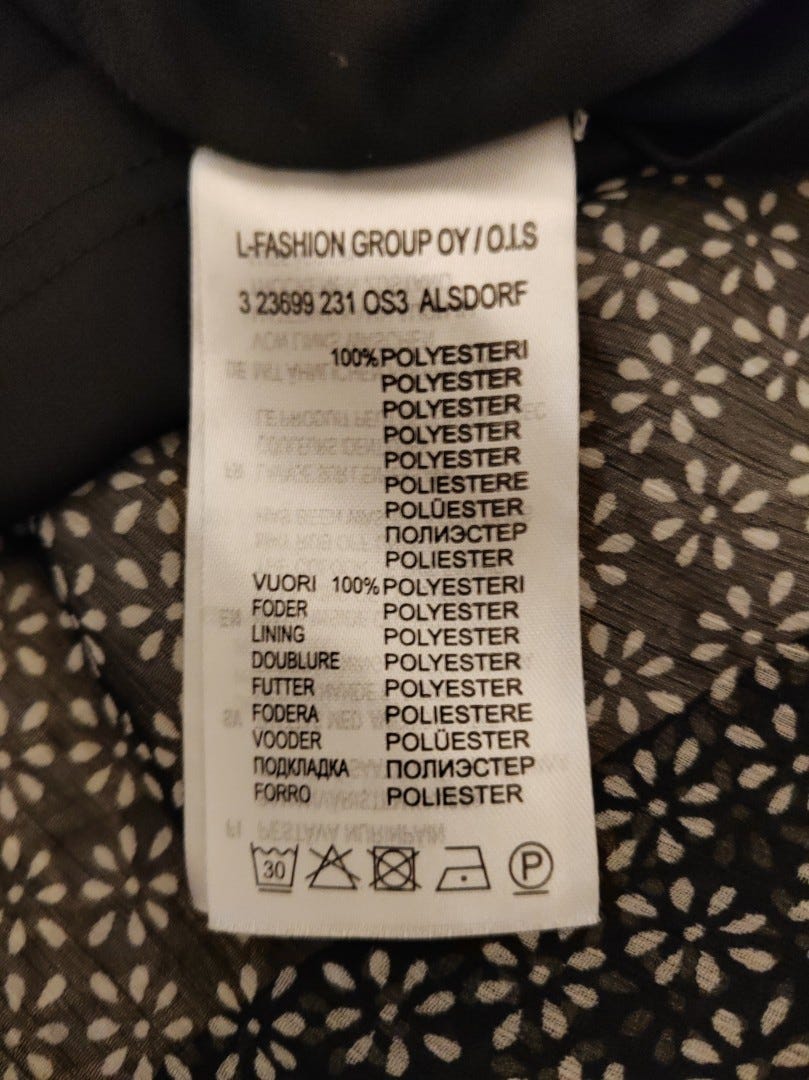 L-FASHION GROUP OY / O.I.S
3 23699 231 OS3 ALSDORF
100% POLYESTERI
POLYESTER
POLYESTER
POLYESTER
POLYESTER
POLIESTERE
POLÜESTER
ПОЛИЭСТЕР
POLIESTER
VUORI 100% POLYESTERI
FODER POLYESTER
LINING POLYESTER
DOUBLURE POLYESTER
FUTTER POLYESTER
FODERA POLIESTERE
VOODER POLÜESTER
ПОДКЛАДКА ПОЛИЭСТЕР
FORRO POLIESTER
30 P